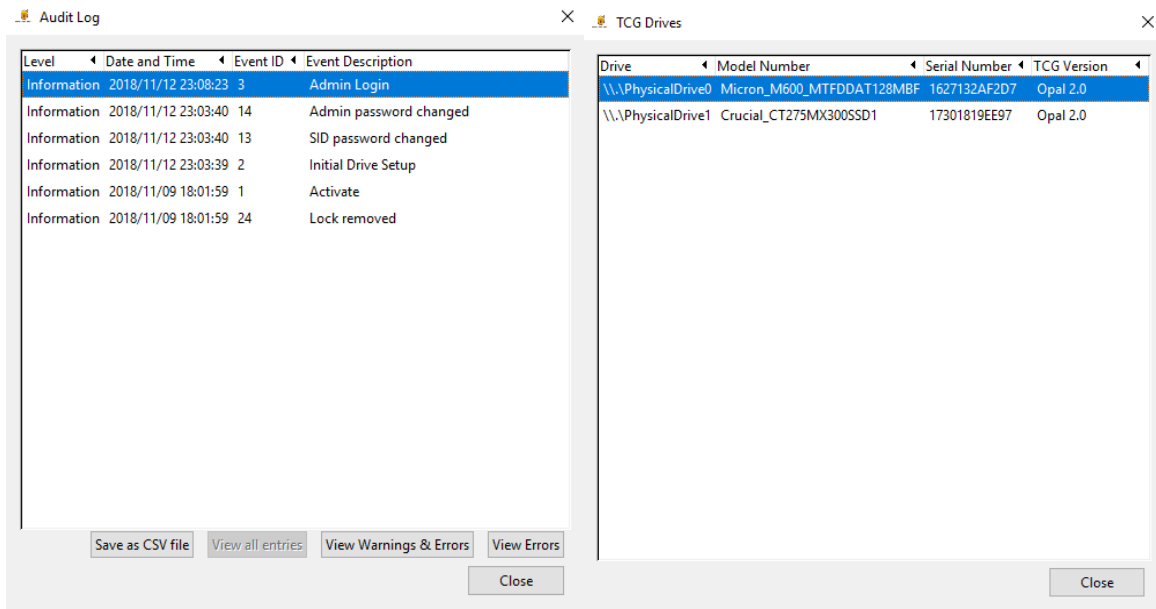 Audit Log
Level Date and Time Event ID Event Description
Information 2018/11/12 23:08:23 3 Admin Login
Information 2018/11/12 23:03:40 14 Admin password changed
Information 2018/11/12 23:03:40 13 SID password changed
Information 2018/11/12 23:03:39 2 Initial Drive Setup
Information 2018/11/09 18:01:59 1 Activate
Information 2018/11/09 18:01:59 24 Lock removed
Save as CSV file View all entries View Warnings & Errors View Errors
Close
TCG Drives
Drive Model Number Serial Number TCG Version
\\.\PhysicalDrive0 Micron_M600_MTFDDAT128MBF 1627132AF2D7 Opal 2.0
\\.\PhysicalDrive1 Crucial_CT275MX300SSD1 17301819EE97 Opal 2.0
Close